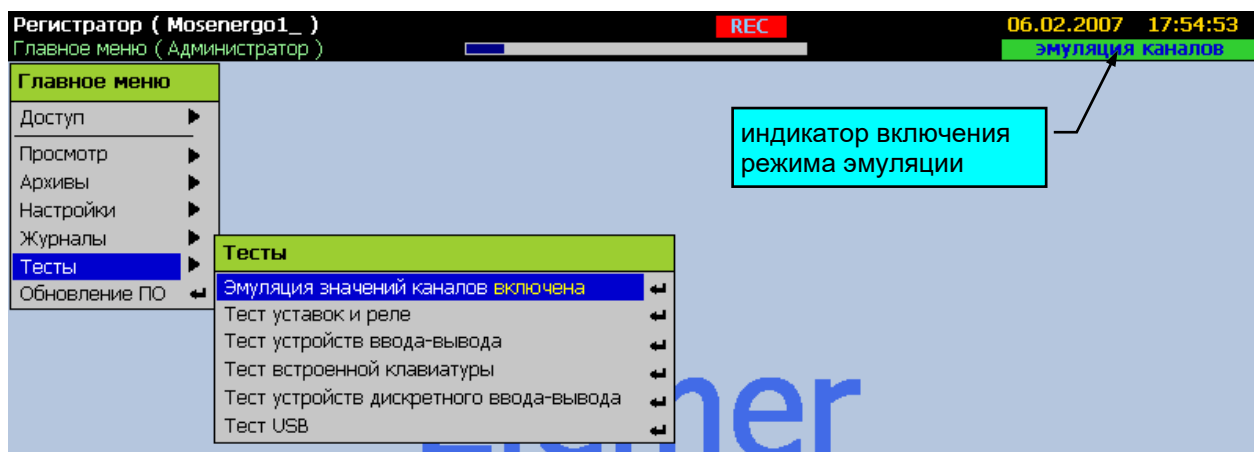 Регистратор ( Mosenergo1_ )
REC
06.02.2007 17:54:53
Главное меню ( Администратор )
эмуляция каналов
Главное меню
Доступ
индикатор включения
режима эмуляции
Просмотр
Архивы
Настройки
Журналы
Тесты
Обновление ПО
Тесты
Эмуляция значений каналов включена
Тест уставок и реле
Тест устройств ввода-вывода
Тест встроенной клавиатуры
Тест устройств дискретного ввода-вывода
Тест USB